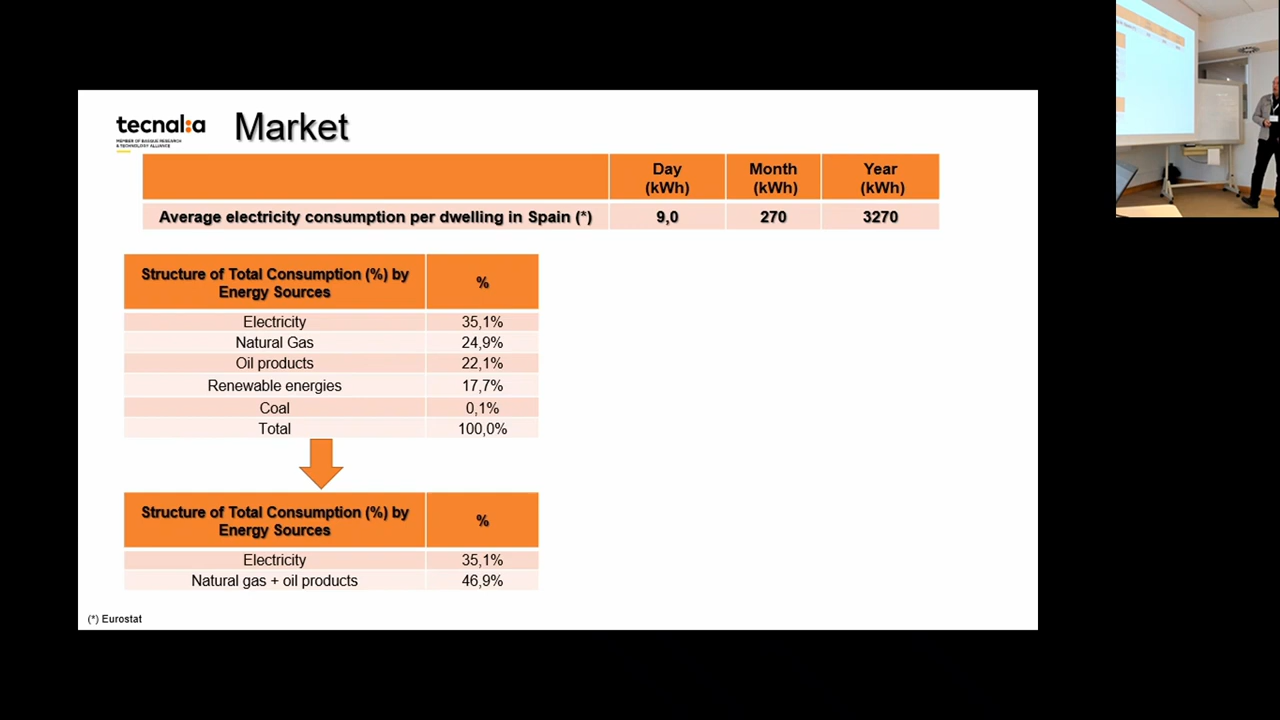 tecnal:a
MEMBER OF BASQUE RESEARCH
& TECHNOLOGY ALLIANCE
Market
Day
(kWh)
Month
(kWh)
Year
(kWh)
Average electricity consumption per dwelling in Spain (*) 9,0 270 3270
Structure of Total Consumption (%) by
Energy Sources
%
Electricity 35,1%
Natural Gas 24,9%
Oil products 22,1%
Renewable energies 17,7%
Coal 0,1%
Total 100,0%
Structure of Total Consumption (%) by
Energy Sources
%
Electricity 35,1%
Natural gas + oil products 46,9%
(*) Eurostat